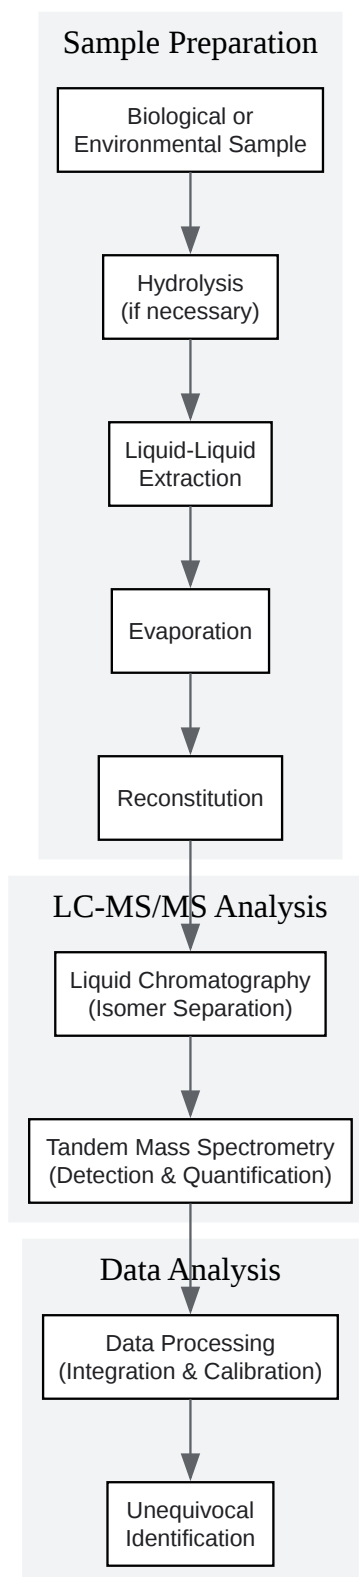 Sample Preparation
Biological or
Environmental Sample
Hydrolysis
(if necessary)
Liquid-Liquid
Extraction
Evaporation
Reconstitution
LC-MS/MS Analysis
Liquid Chromatography
(Isomer Separation)
Tandem Mass Spectrometry
(Detection & Quantification)
Data Analysis
Data Processing
(Integration & Calibration)
Unequivocal
Identification